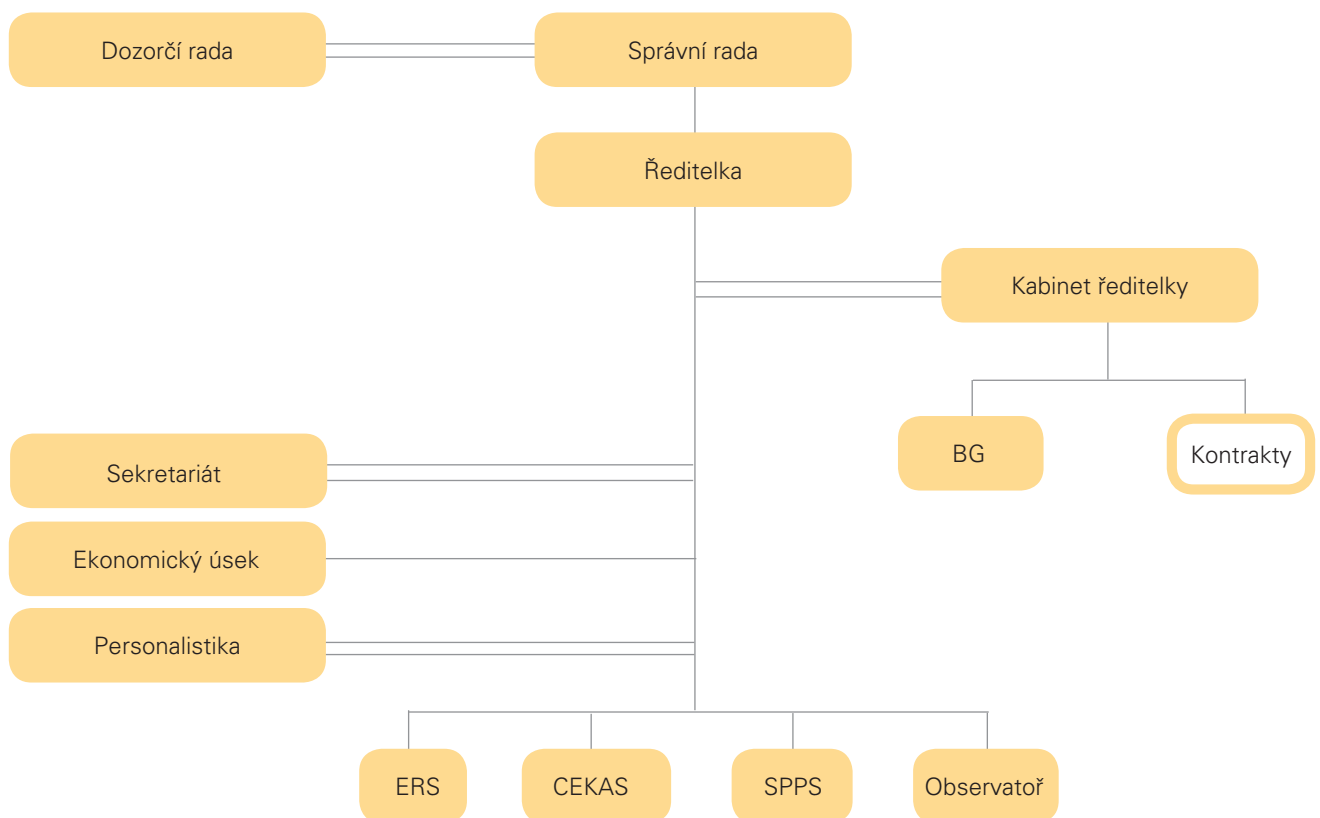 Dozorčí rada
Správní rada
Ředitelka
Kabinet ředitelky
BG
Kontrakty
Sekretariát
Ekonomický úsek
Personalistika
ERS
CEKAS
SPPS
Observatoř